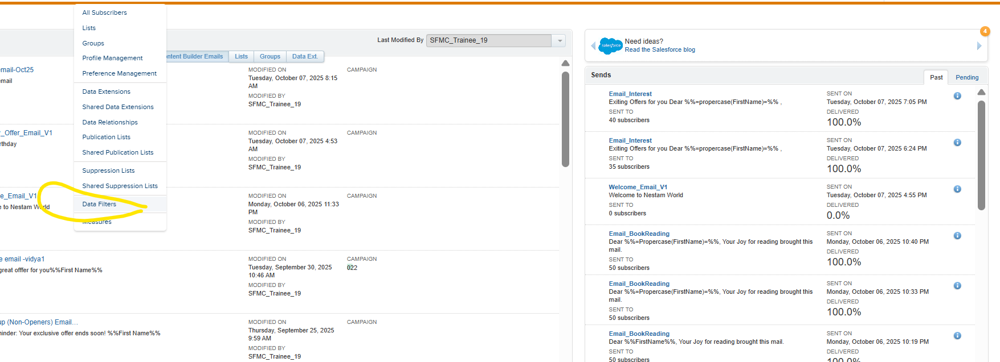 All Subscribers
Lists
Groups
Profile Management
Preference Management
Data Extensions
Shared Data Extensions
Data Relationships
Publication Lists
Shared Publication Lists
Suppression Lists
Shared Suppression Lists
Data Filters
Measures
Last Modified By SFMC_Trainee_19
ontent Builder Emails Lists Groups Data Ext.
email-Oct25
email
MODIFIED ON
Tuesday, October 07, 2025 8:15
AM
MODIFIED BY
SFMC_Trainee_19
CAMPAIGN
_Offer_Email_V1
rthday
MODIFIED ON
Tuesday, October 07, 2025 4:53
AM
MODIFIED BY
SFMC_Trainee_19
CAMPAIGN
e_Email_V1
e to Nestam World
MODIFIED ON
Monday, October 06, 2025 11:33
PM
MODIFIED BY
SFMC_Trainee_19
CAMPAIGN
e email -vidya1
great offfer for you%%First Name%%
MODIFIED ON
Tuesday, September 30, 2025
10:46 AM
MODIFIED BY
SFMC_Trainee_19
CAMPAIGN
022
up (Non-Openers) Email...
minder: Your exclusive offer ends soon! %%First Name%%
MODIFIED ON
Thursday, September 25, 2025
9:59 AM
MODIFIED BY
SFMC_Trainee_19
CAMPAIGN
4
salesforce
Need ideas?
Read the Salesforce blog
Sends
Past Pending
Email_Interest
Exiting Offers for you Dear %%=propercase(FirstName)=%% ,
SENT TO
40 subscribers
SENT ON
Tuesday, October 07, 2025 7:05 PM
DELIVERED
100.0%
Email_Interest
Exiting Offers for you Dear %%=propercase(FirstName)=%% ,
SENT TO
35 subscribers
SENT ON
Tuesday, October 07, 2025 6:24 PM
DELIVERED
100.0%
Welcome_Email_V1
Welcome to Nestam World
SENT TO
0 subscribers
SENT ON
Tuesday, October 07, 2025 4:55 PM
DELIVERED
0.0%
Email_BookReading
Dear %%=Propercase(FirstName)=%%, Your Joy for reading brought this
mail.
SENT TO
50 subscribers
SENT ON
Monday, October 06, 2025 10:40 PM
DELIVERED
100.0%
Email_BookReading
Dear %%=Propercase(FirstName)=%%, Your Joy for reading brought this
mail.
SENT TO
50 subscribers
SENT ON
Monday, October 06, 2025 10:33 PM
DELIVERED
100.0%
Email_BookReading
Dear %%FirstName%%, Your Joy for reading brought this mail.
SENT TO
50 subscribers
SENT ON
Monday, October 06, 2025 10:19 PM
DELIVERED
100.0%